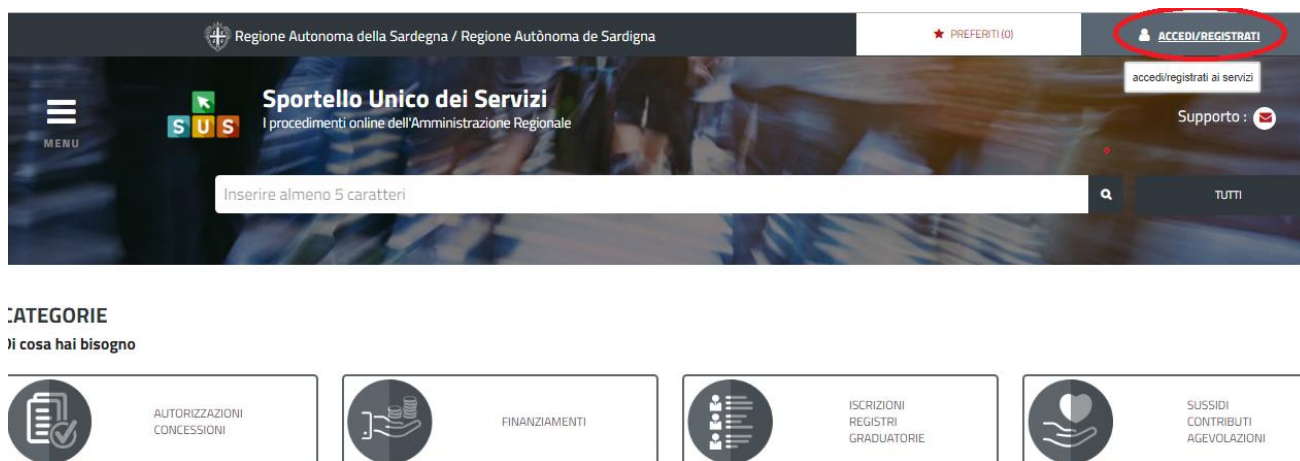 Regione Autonoma della Sardegna / Regione Autònoma de Sardigna
PREFERITI (0)
ACCEDI/REGISTRATI
accedi/registrati ai servizi
MENU
SUS
Sportello Unico dei Servizi
I procedimenti online dell'Amministrazione Regionale
Supporto :
Inserire almeno 5 caratteri
TUTTI
CATEGORIE
Di cosa hai bisogno
AUTORIZZAZIONI
CONCESSIONI
FINANZIAMENTI
ISCRIZIONI
REGISTRI
GRADUATORIE
SUSSIDI
CONTRIBUTI
AGEVOLAZIONI